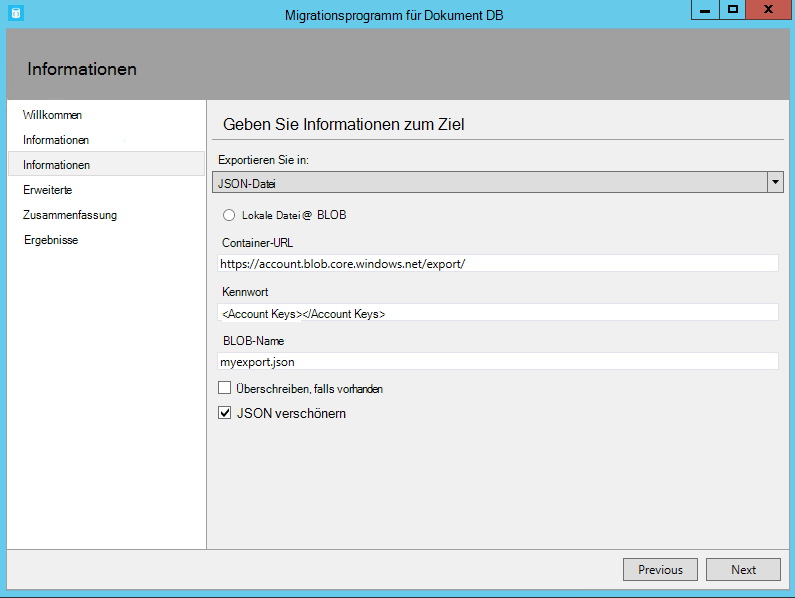 Migrationsprogramm für Dokument DB
Informationen
Willkommen
Informationen
Informationen
Erweiterte
Zusammenfassung
Ergebnisse
Geben Sie Informationen zum Ziel
Exportieren Sie in:
JSON-Datei
Lokale Datei @ BLOB
Container-URL
https://account.blob.core.windows.net/export/
Kennwort
<Account Keys></Account Keys>
BLOB-Name
myexport.json
Überschreiben, falls vorhanden
JSON verschönern
Previous Next